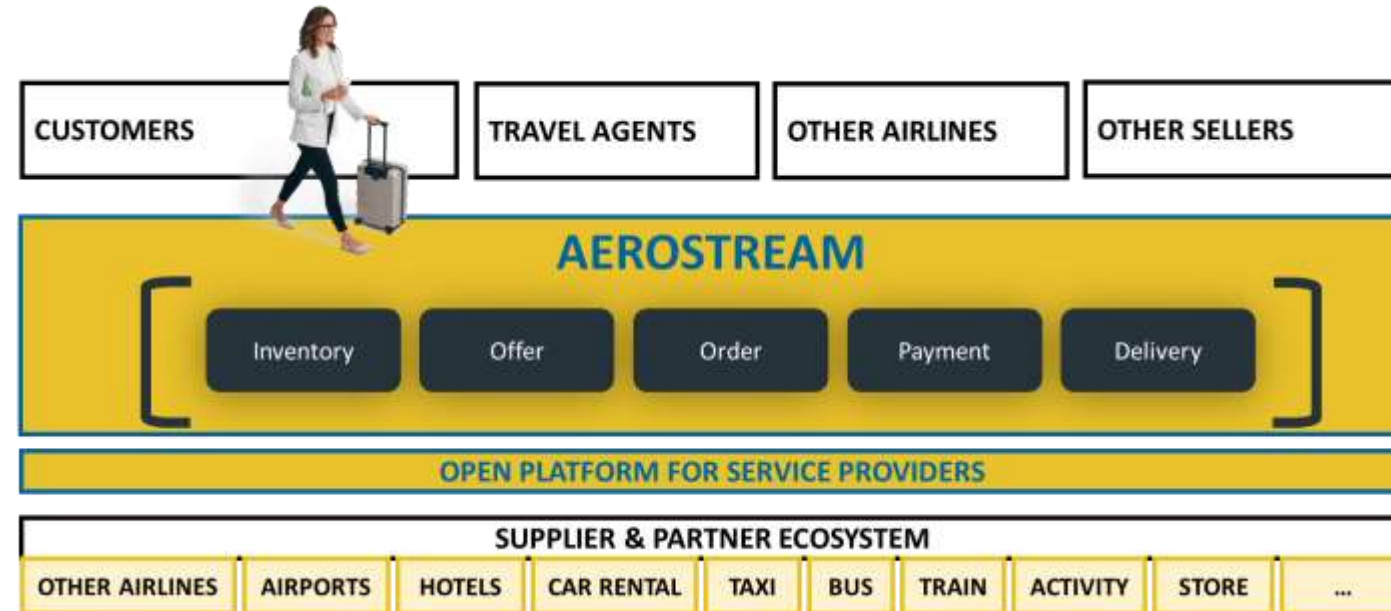 CUSTOMERS
TRAVEL AGENTS
OTHER AIRLINES
OTHER SELLERS
AEROSTREAM
Inventory
Offer
Order
Payment
Delivery
OPEN PLATFORM FOR SERVICE PROVIDERS
SUPPLIER & PARTNER ECOSYSTEM
OTHER AIRLINES
AIRPORTS
HOTELS
CAR RENTAL
TAXI
BUS
TRAIN
ACTIVITY
STORE
...